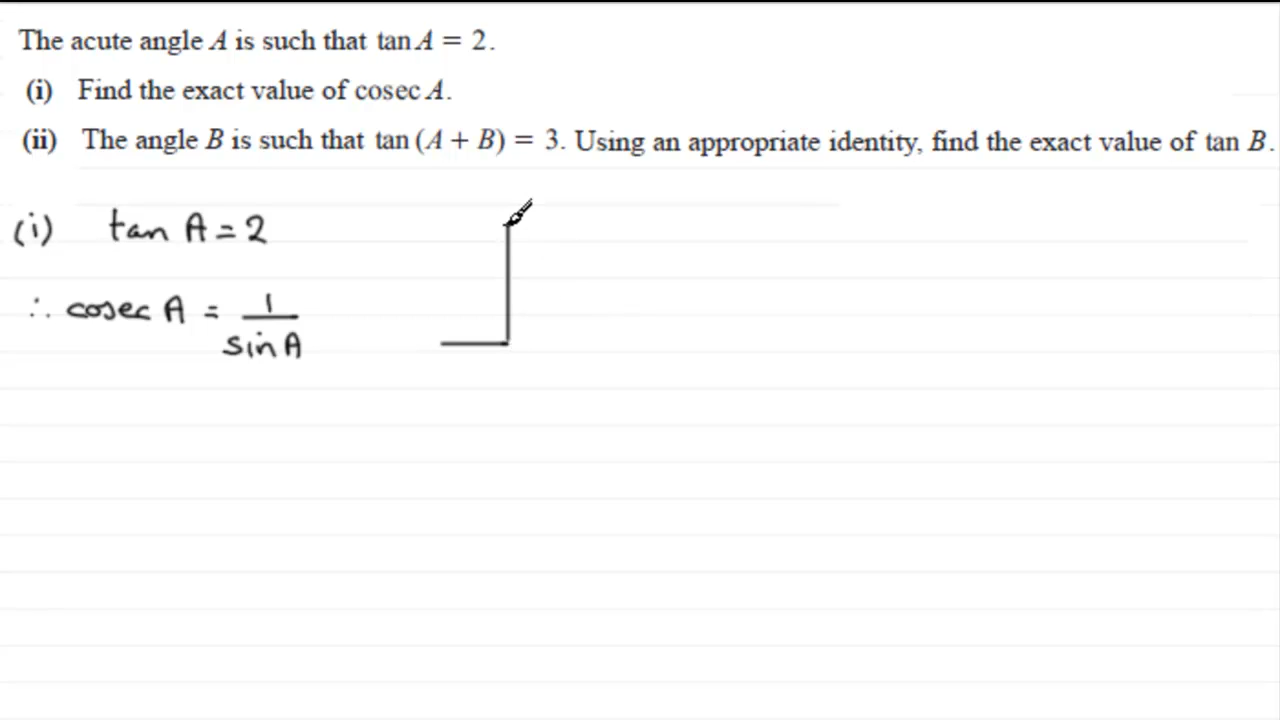 The acute angle A is such that tan A = 2.
(i) Find the exact value of cosec A.
(ii) The angle B is such that tan (A + B) = 3. Using an appropriate identity, find the exact value of tan B.
(i) tan A = 2
∴ cosec A = 1/sin A